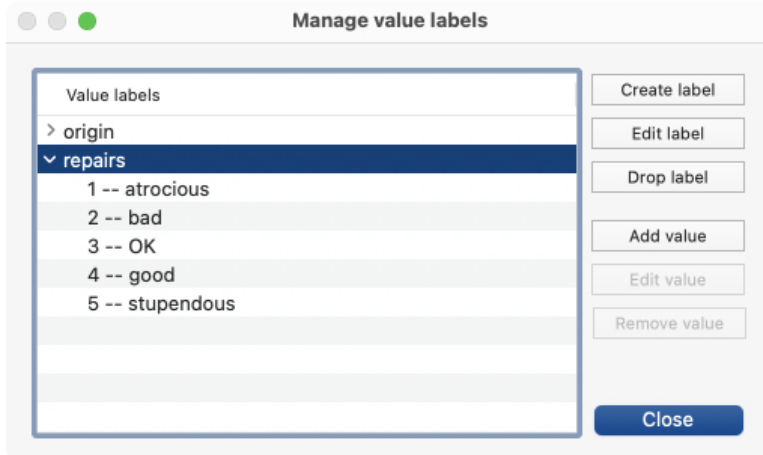 Manage value labels
Value labels
origin
repairs
1 -- atrocious
2 -- bad
3 -- OK
4 -- good
5 -- stupendous
Create label
Edit label
Drop label
Add value
Edit value
Remove value
Close